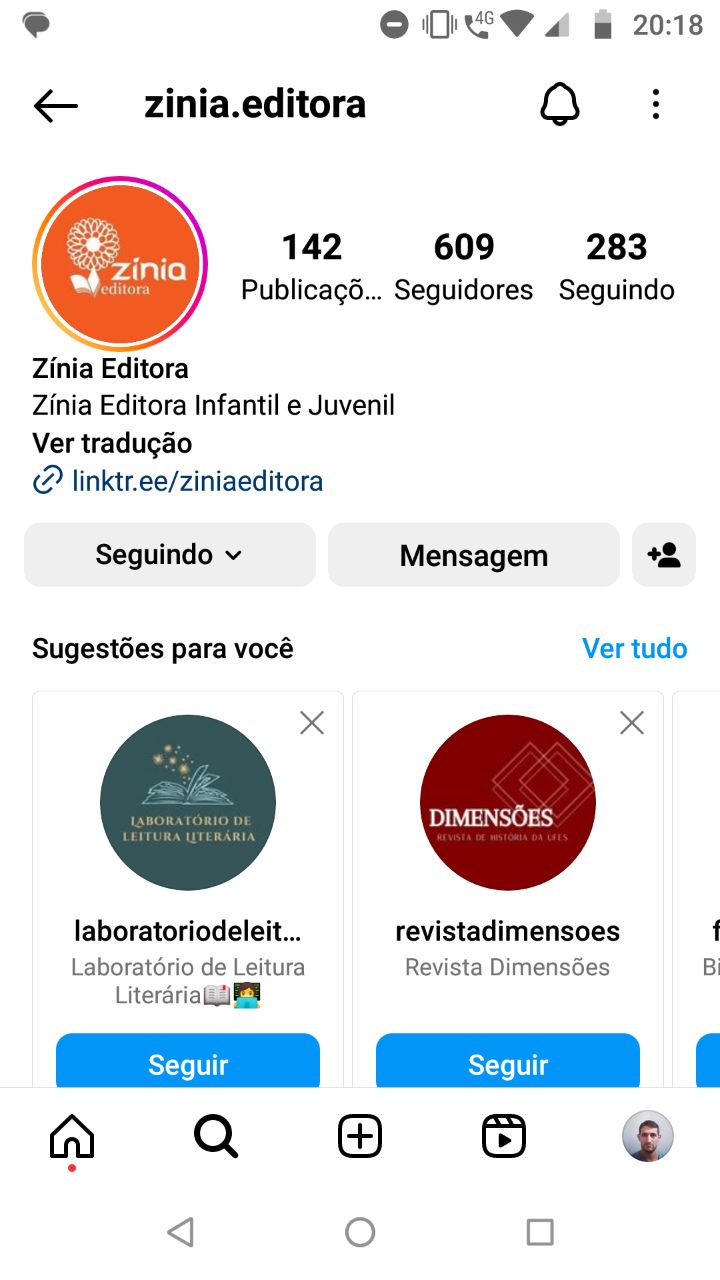 4G 20:18
zinia.editora
zínia
editora
142 609 283
Publicaçõ... Seguidores Seguindo
Zínia Editora
Zínia Editora Infantil e Juvenil
Ver tradução
linktr.ee/ziniaeditora
Seguindo Mensagem
Sugestões para você Ver tudo
LABORATÓRIO DE
LEITURA LITERÁRIA
DIMENSÕES
REVISTA DE HISTÓRIA DA UFES
laboratoriodeleit... revistadimensoes f
Laboratório de Leitura Revista Dimensões Bi
Literária
Seguir Seguir